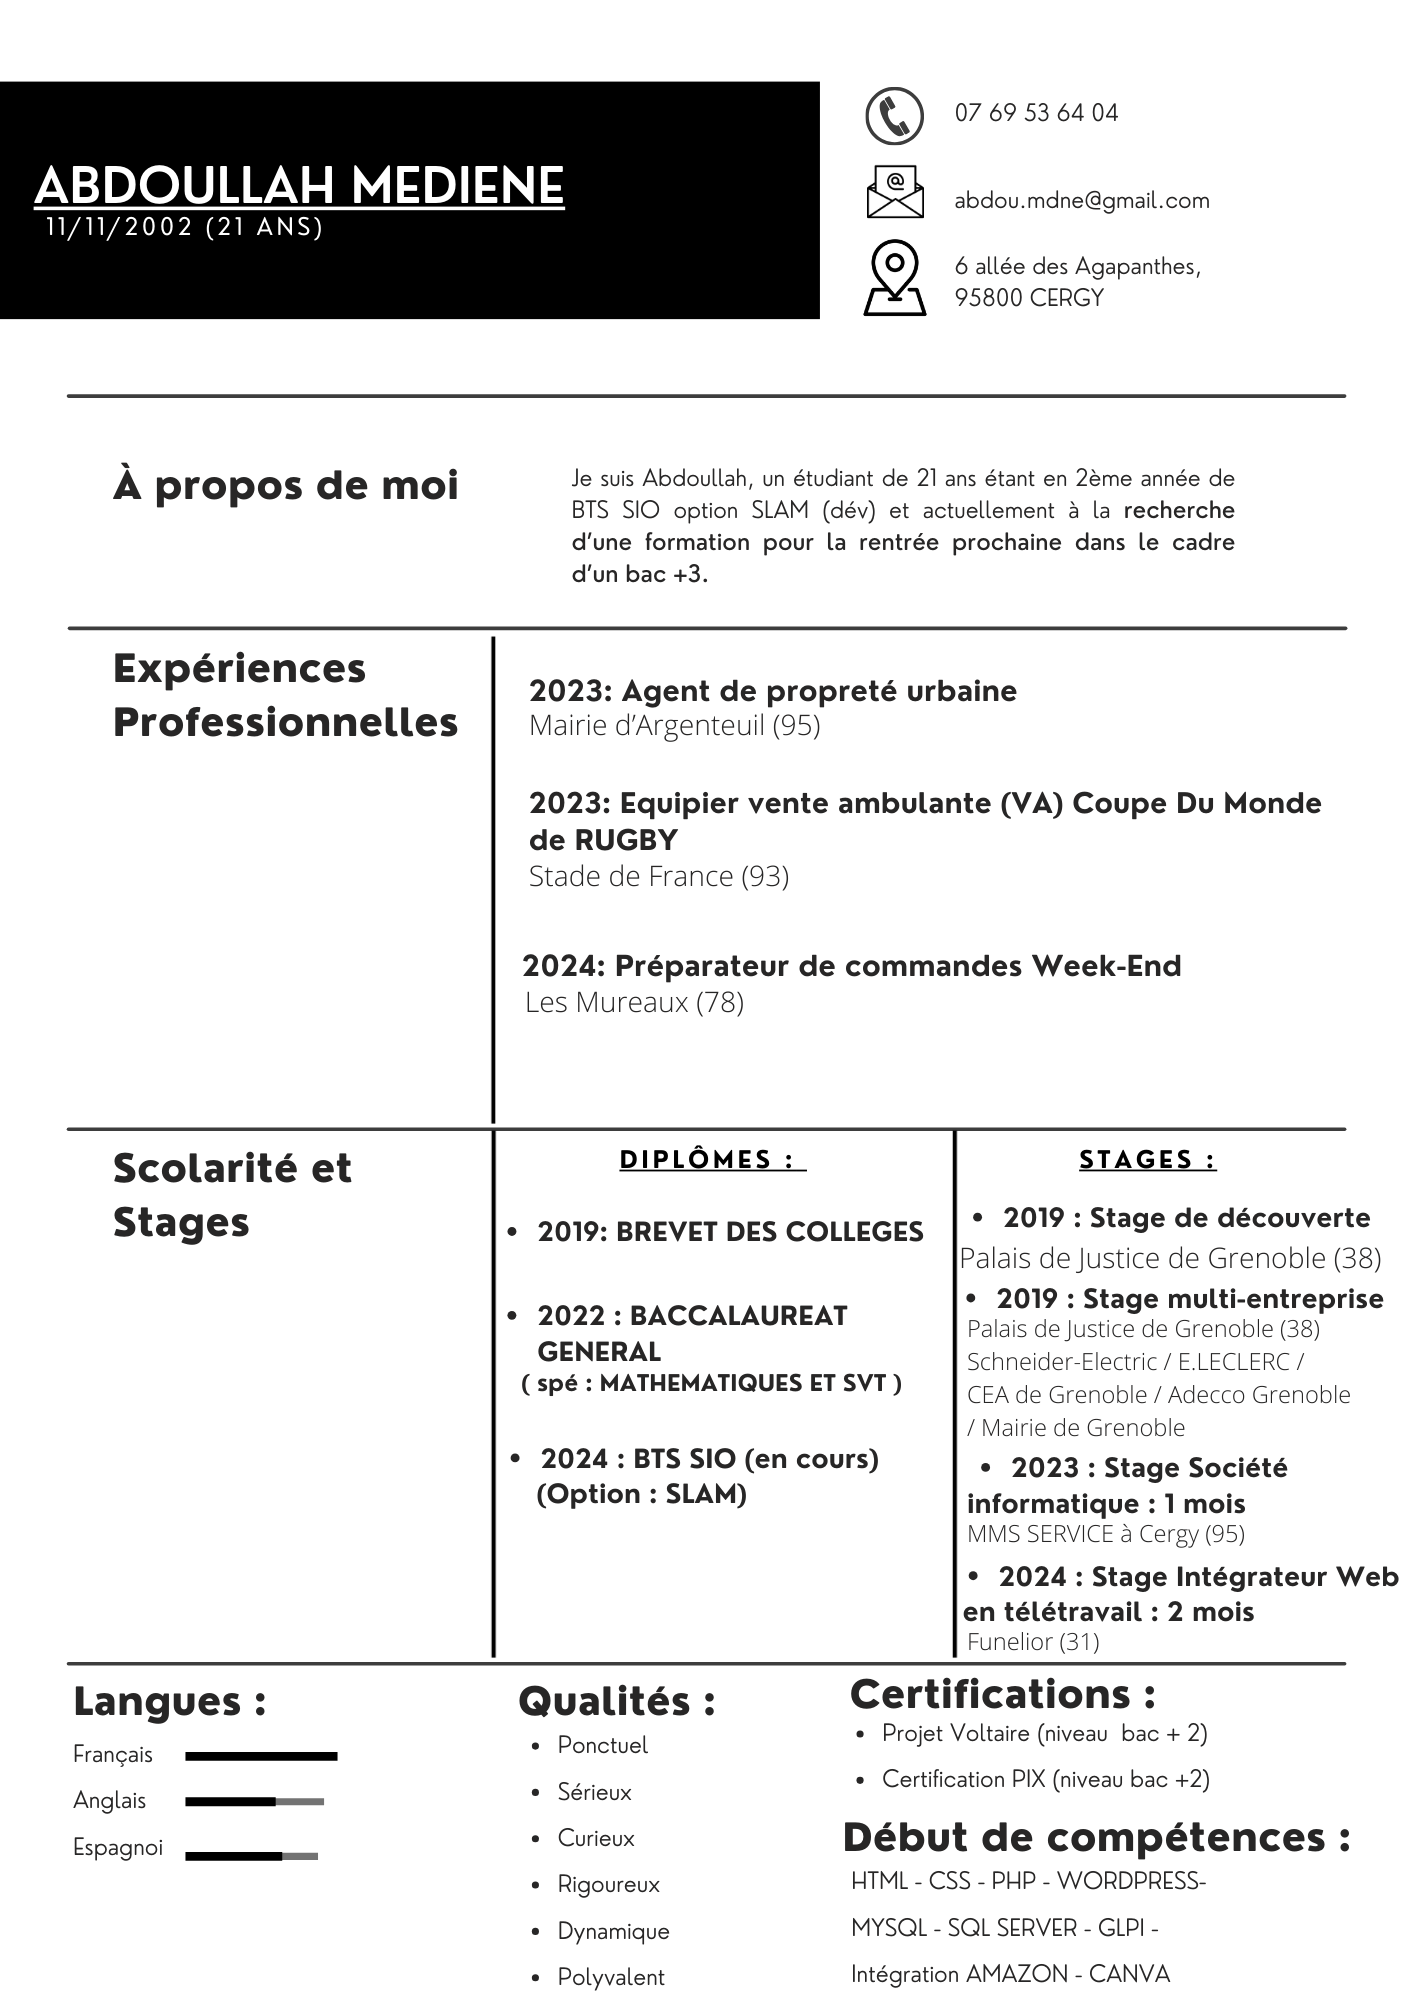 ABDOULLAH MEDIENE
11/11/2002 (21 ANS)
07 69 53 64 04
@
abdou.mdne@gmail.com
6 allée des Agapanthes,
95800 CERGY
À propos de moi
Je suis Abdoullah, un étudiant de 21 ans étant en 2ème année de
BTS SIO option SLAM (dév) et actuellement à la recherche
d'une formation pour la rentrée prochaine dans le cadre
d'un bac +3.
Expériences
Professionnelles
2023: Agent de propreté urbaine
Mairie d'Argenteuil (95)
2023: Equipier vente ambulante (VA) Coupe Du Monde
de RUGBY
Stade de France (93)
2024: Préparateur de commandes Week-End
Les Mureaux (78)
Scolarité et
Stages
DIPLÔMES :
• 2019: BREVET DES COLLEGES
• 2022 : BACCALAUREAT
GENERAL
( spé : MATHEMATIQUES ET SVT )
• 2024 : BTS SIO (en cours)
(Option : SLAM)
STAGES :
• 2019 : Stage de découverte
Palais de Justice de Grenoble (38)
• 2019 : Stage multi-entreprise
Palais de Justice de Grenoble (38)
Schneider-Electric / E.LECLERC /
CEA de Grenoble / Adecco Grenoble
/ Mairie de Grenoble
• 2023 : Stage Société
informatique : 1 mois
MMS SERVICE à Cergy (95)
• 2024 : Stage Intégrateur Web
en télétravail : 2 mois
Funelior (31)
Langues :
Français
Anglais
Espagnoi
Qualités :
• Ponctuel
• Sérieux
• Curieux
• Rigoureux
• Dynamique
• Polyvalent
Certifications :
• Projet Voltaire (niveau bac + 2)
• Certification PIX (niveau bac +2)
Début de compétences :
HTML - CSS - PHP - WORDPRESS-
MYSQL - SQL SERVER - GLPI -
Intégration AMAZON - CANVA